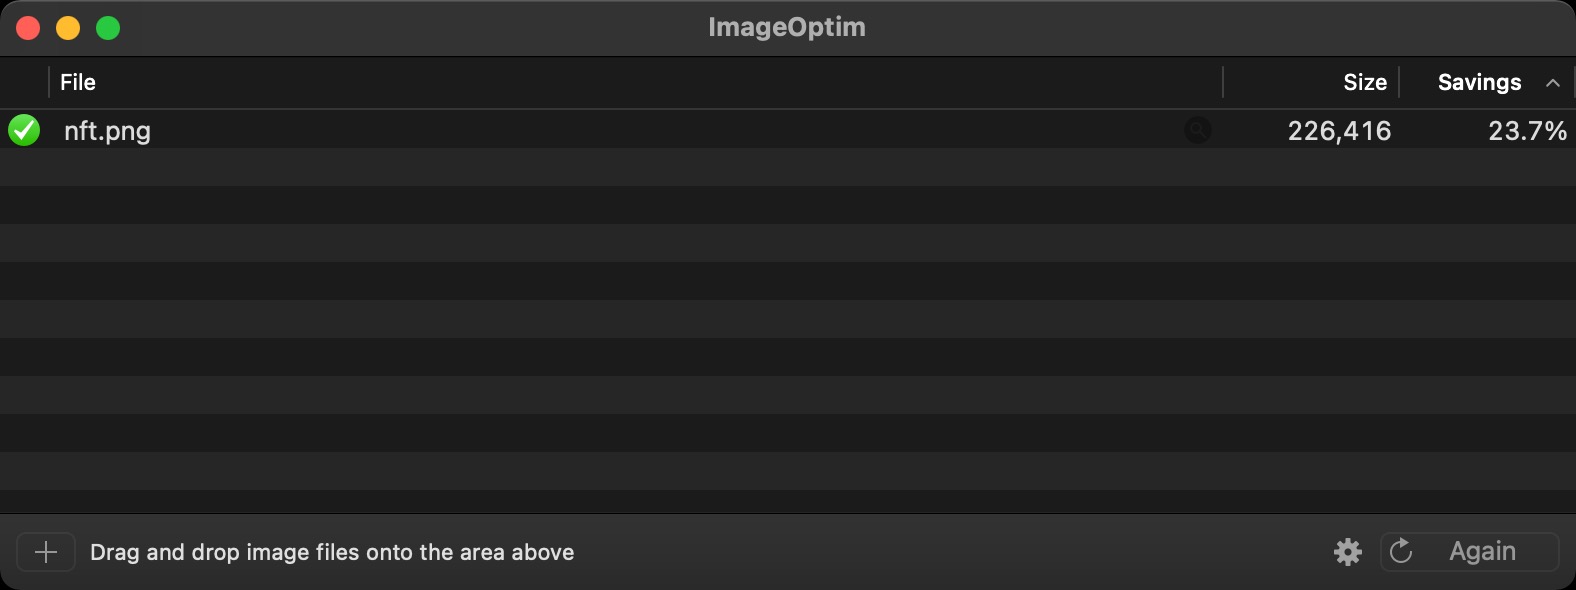 ImageOptim
File Size Savings
nft.png 226,416 23.7%
Drag and drop image files onto the area above Again